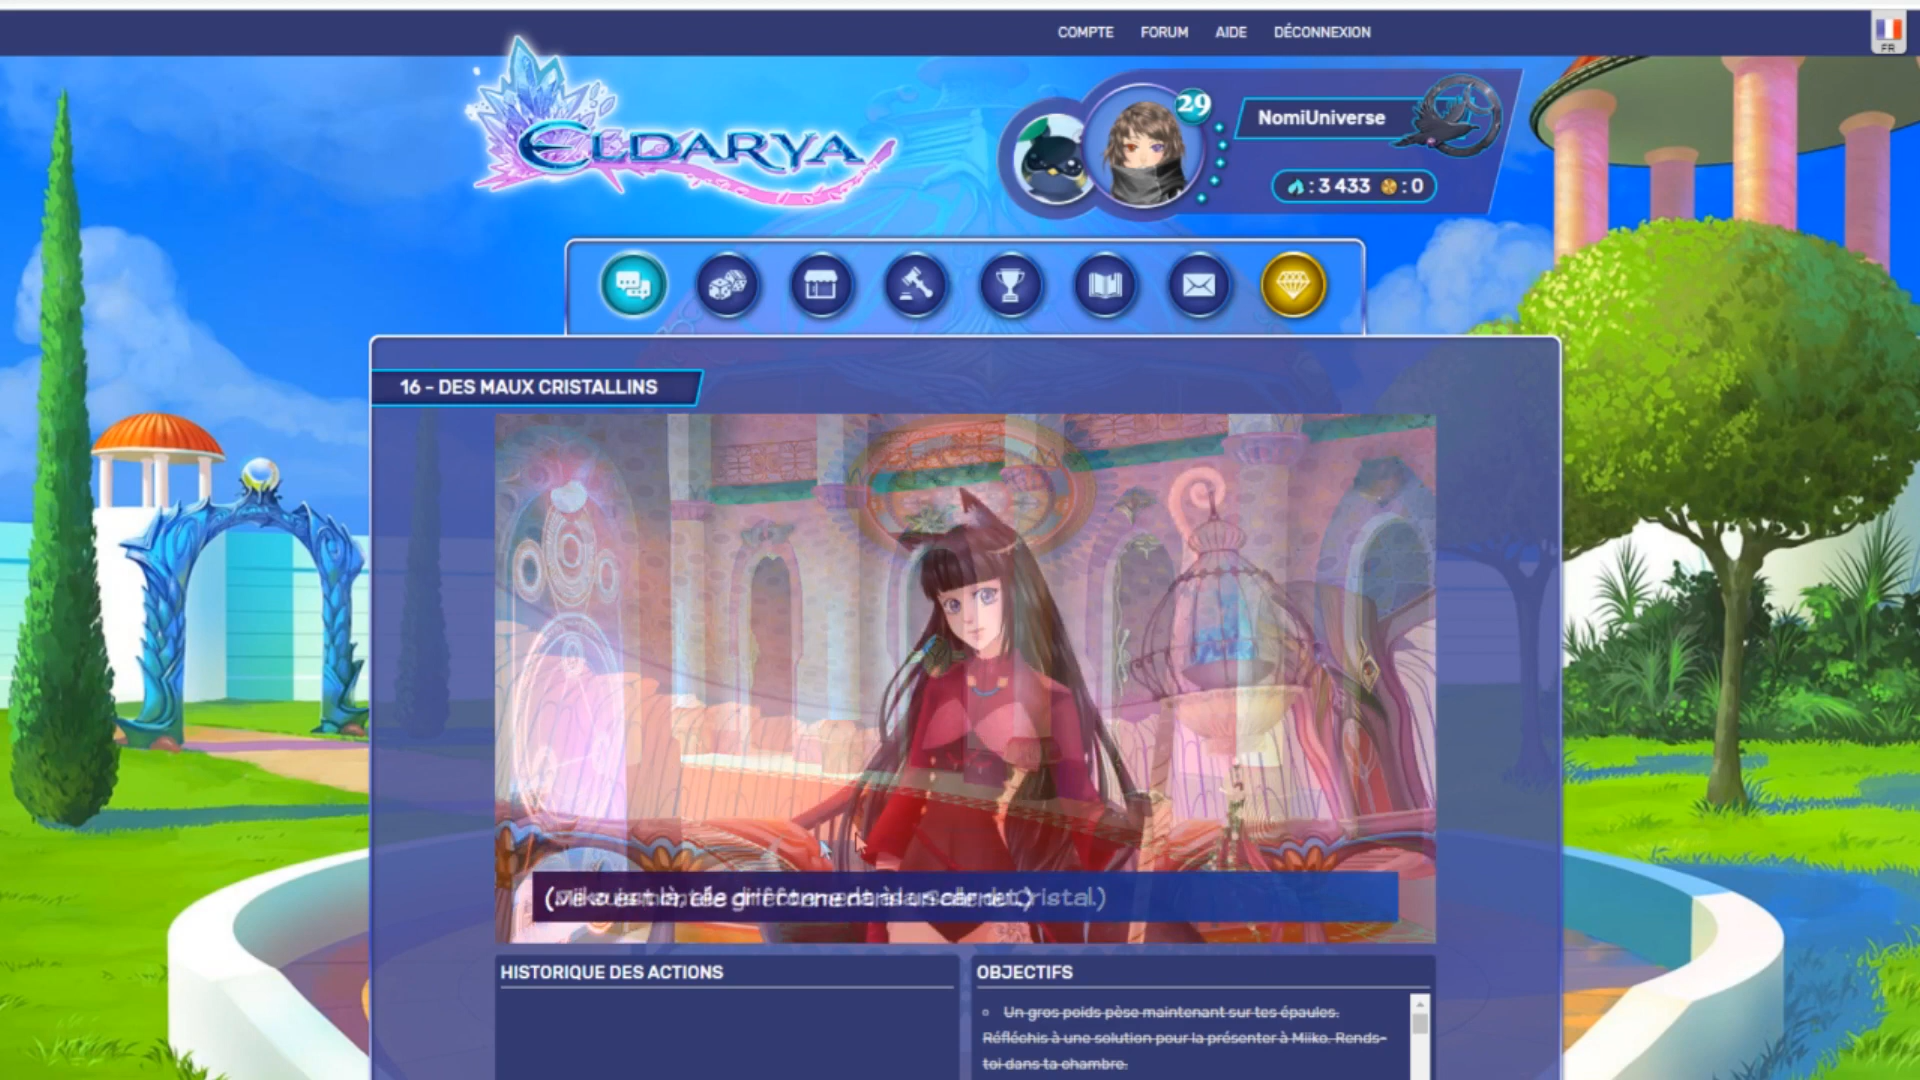 COMPTE FORUM AIDE DÉCONNEXION
FR
ELDARYA
29
NomiUniverse
: 3 433 : 0
16 - DES MAUX CRISTALLINS
HISTORIQUE DES ACTIONS
OBJECTIFS
Un gros poids pèse maintenant sur tes épaules.
Réfléchis à une solution pour la présenter à Miiko. Rends-
toi dans ta chambre.